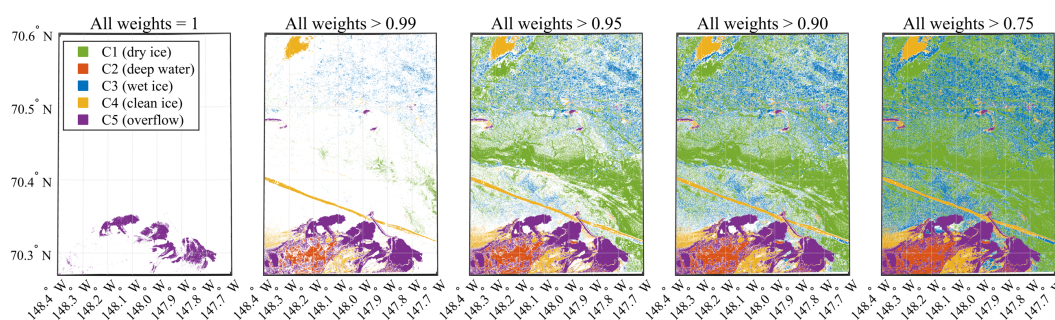 All weights = 1
All weights > 0.99
All weights > 0.95
All weights > 0.90
All weights > 0.75
70.6° N
70.5° N
70.4° N
70.3° N
C1 (dry ice)
C2 (deep water)
C3 (wet ice)
C4 (clean ice)
C5 (overflow)
148.4° W
148.3° W
148.2° W
148.1° W
148.0° W
147.9° W
147.8° W
147.7° W
148.4° W
148.3° W
148.2° W
148.1° W
148.0° W
147.9° W
147.8° W
147.7° W
148.4° W
148.3° W
148.2° W
148.1° W
148.0° W
147.9° W
147.8° W
147.7° W
148.4° W
148.3° W
148.2° W
148.1° W
148.0° W
147.9° W
147.8° W
147.7° W
148.4° W
148.3° W
148.2° W
148.1° W
148.0° W
147.9° W
147.8° W
147.7° W